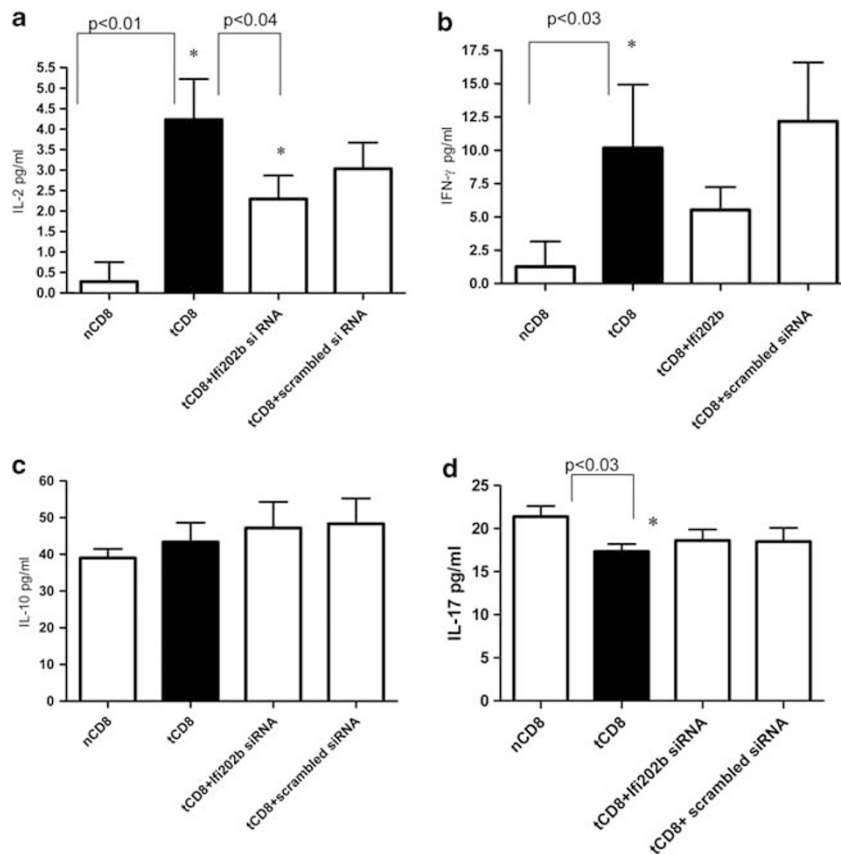 a
p<0.01
p<0.04
*
*
IL-2 pg/ml
5.5
5.0
4.5
4.0
3.5
3.0
2.5
2.0
1.5
1.0
0.5
0.0
nCD8
tCD8
tCD8+Ifi202b si RNA
tCD8+scrambled si RNA
b
p<0.03
*
IFN-γ pg/ml
17.5
15.0
12.5
10.0
7.5
5.0
2.5
0.0
nCD8
tCD8
tCD8+Ifi202b
tCD8+scrambled siRNA
c
IL-10 pg/ml
60
50
40
30
20
10
0
nCD8
tCD8
tCD8+Ifi202b siRNA
tCD8+scrambled siRNA
d
p<0.03
*
IL-17 pg/ml
25
20
15
10
5
0
nCD8
tCD8
tCD8+Ifi202b siRNA
tCD8+ scrambled siRNA